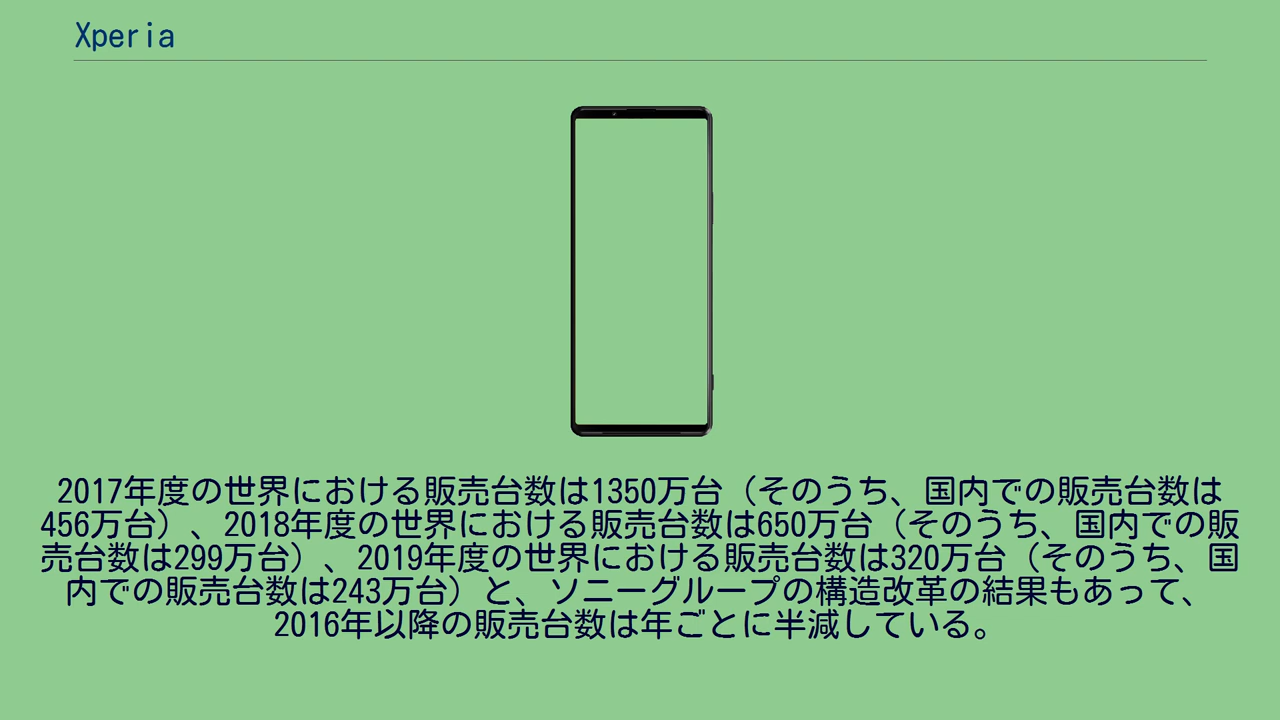 Xperia
2017年度の世界における販売台数は1350万台（そのうち、国内での販売台数は
456万台）、2018年度の世界における販売台数は650万台（そのうち、国内での販
売台数は299万台）、2019年度の世界における販売台数は320万台（そのうち、国
内での販売台数は243万台）と、ソニーグループの構造改革の結果もあって、
2016年以降の販売台数は年ごとに半減している。